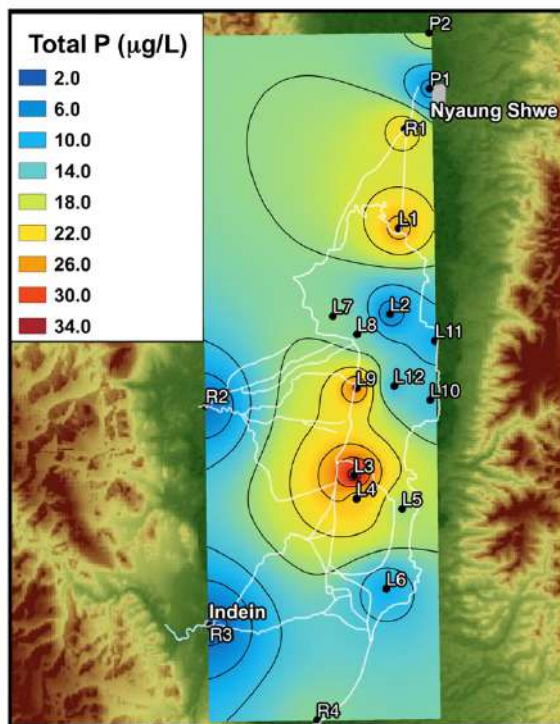 Total P (µg/L)
2.0
6.0
10.0
14.0
18.0
22.0
26.0
30.0
34.0
P2
P1
Nyaung Shwe
R1
L1
L2
L7
L8
L11
L9
L12
L10
R2
L3
L4
L5
L6
Indein
R3
R4